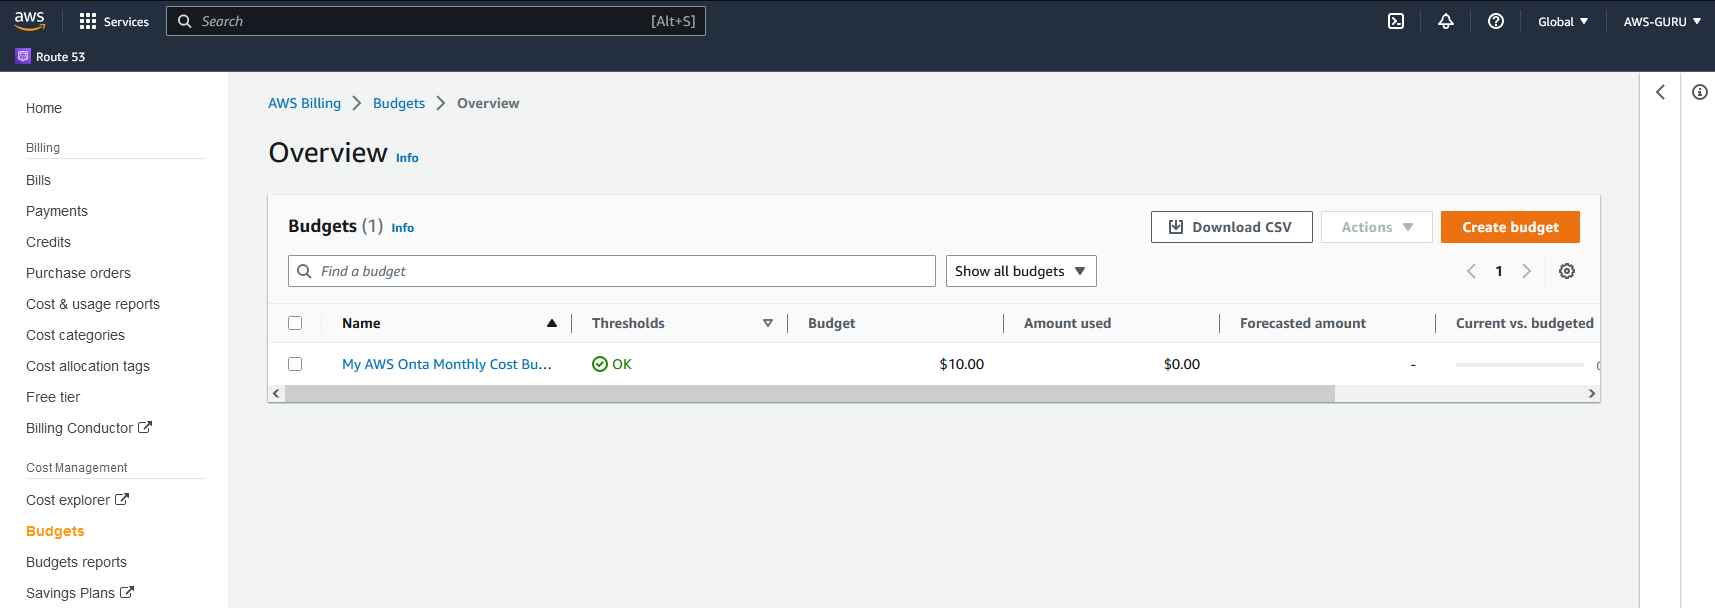 aws Services Search [Alt+S] Global AWS-GURU
Route 53
Home
Billing
Bills
Payments
Credits
Purchase orders
Cost & usage reports
Cost categories
Cost allocation tags
Free tier
Billing Conductor
Cost Management
Cost explorer
Budgets
Budgets reports
Savings Plans
AWS Billing > Budgets > Overview
Overview Info
Budgets (1) Info Download CSV Actions Create budget
Find a budget Show all budgets 1
Name Thresholds Budget Amount used Forecasted amount Current vs. budgeted
My AWS Onta Monthly Cost Bu... OK $10.00 $0.00 -